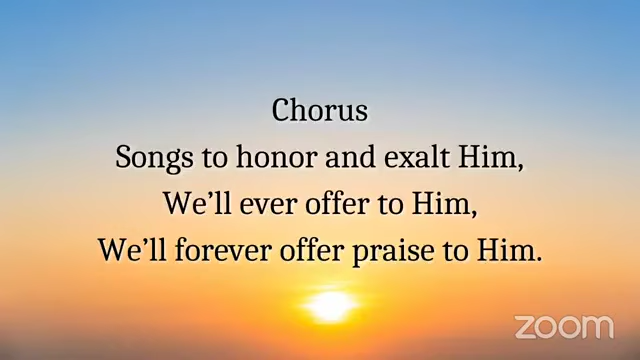 Chorus
Songs to honor and exalt Him,
We’ll ever offer to Him,
We’ll forever offer praise to Him.
zoom